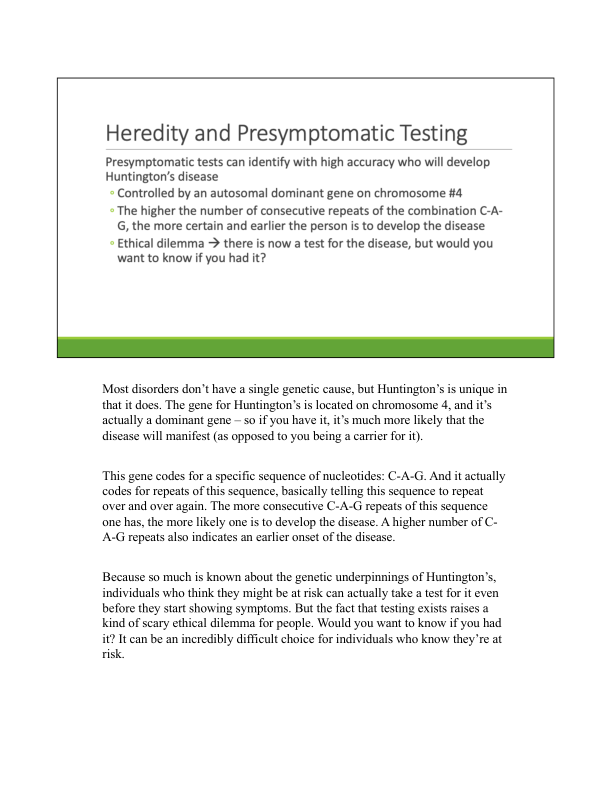 Heredity and Presymptomatic Testing
Presymptomatic tests can identify with high accuracy who will develop
Huntington's disease
◦ Controlled by an autosomal dominant gene on chromosome #4
◦ The higher the number of consecutive repeats of the combination C-A-
G, the more certain and earlier the person is to develop the disease
◦ Ethical dilemma → there is now a test for the disease, but would you
want to know if you had it?
Most disorders don't have a single genetic cause, but Huntington's is unique in
that it does. The gene for Huntington's is located on chromosome 4, and it's
actually a dominant gene – so if you have it, it's much more likely that the
disease will manifest (as opposed to you being a carrier for it).
This gene codes for a specific sequence of nucleotides: C-A-G. And it actually
codes for repeats of this sequence, basically telling this sequence to repeat
over and over again. The more consecutive C-A-G repeats of this sequence
one has, the more likely one is to develop the disease. A higher number of C-
A-G repeats also indicates an earlier onset of the disease.
Because so much is known about the genetic underpinnings of Huntington's,
individuals who think they might be at risk can actually take a test for it even
before they start showing symptoms. But the fact that testing exists raises a
kind of scary ethical dilemma for people. Would you want to know if you had
it? It can be an incredibly difficult choice for individuals who know they're at
risk.